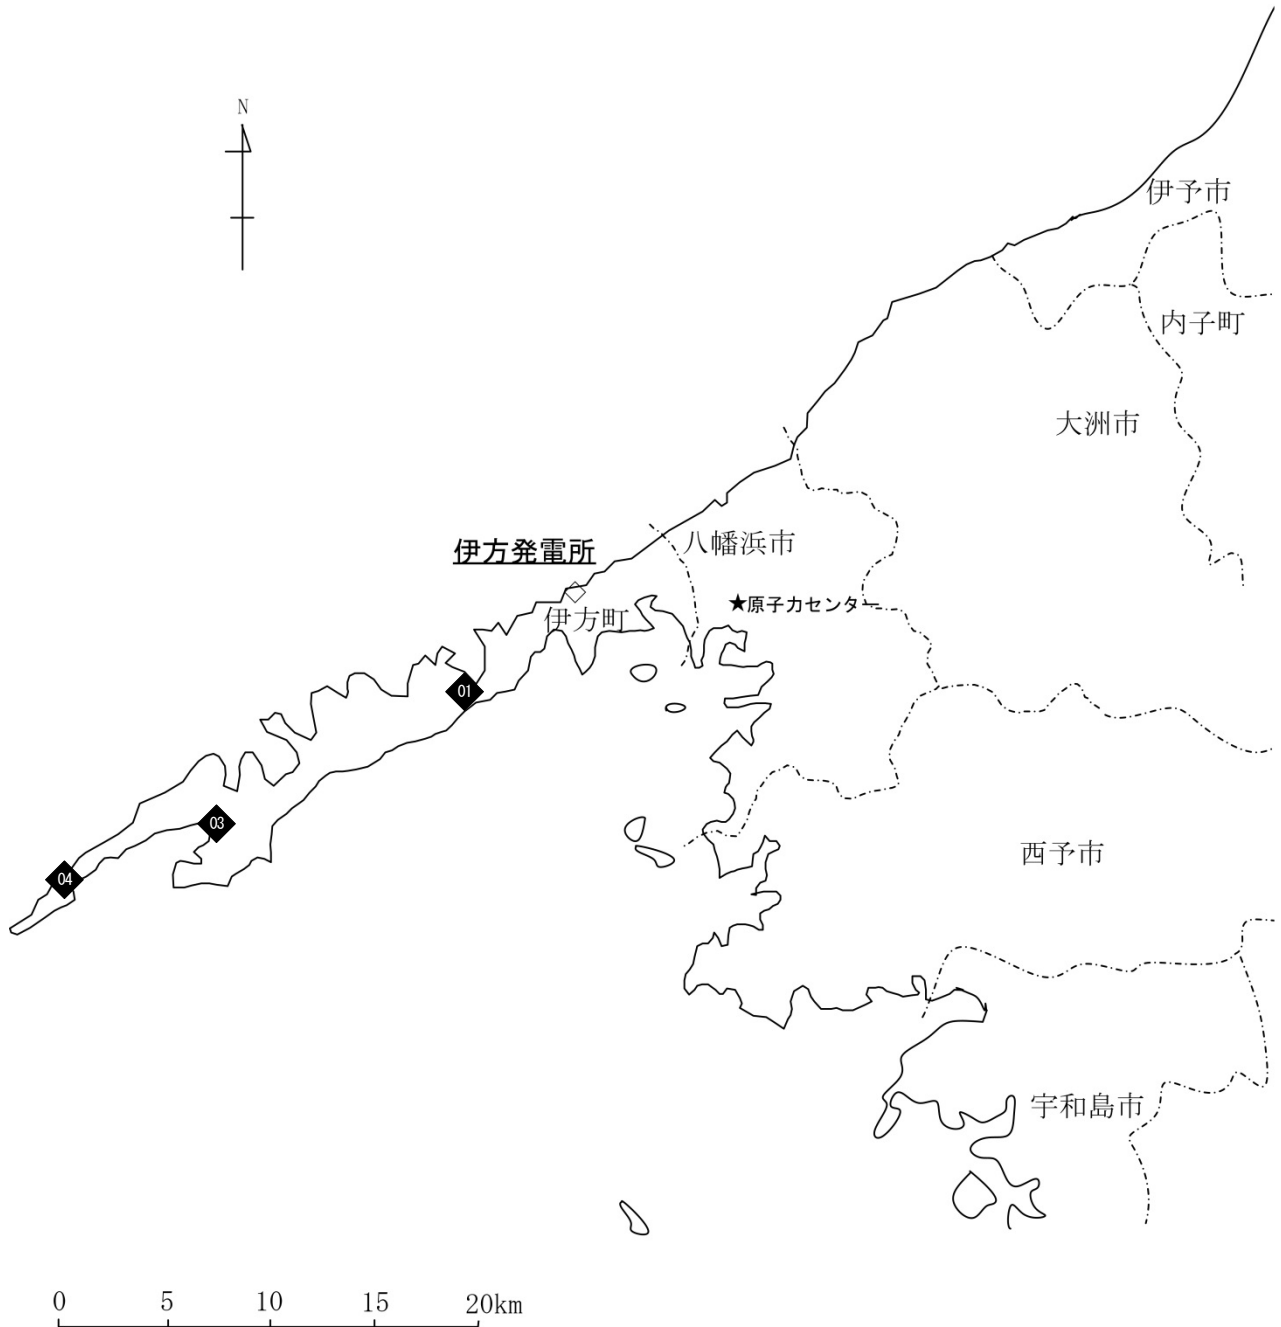 N
伊予市
内子町
大洲市
八幡浜市
伊方発電所
★原子力センター
伊方町
01
03
04
西予市
宇和島市
0 5 10 15 20km